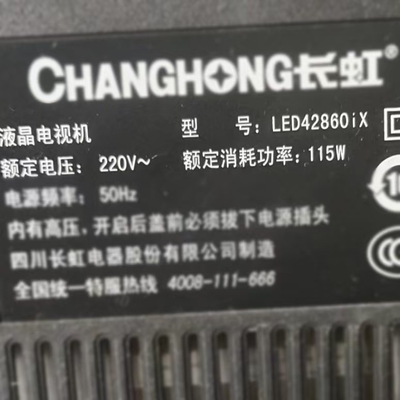 CHANGHONG长虹®
液晶电视机 型 号：LED42860iX
额定电压：220V～ 额定消耗功率：115W
电源频率：50Hz
内有高压，开启后盖前必须拔下电源插头
四川长虹电器股份有限公司制造
全国统一特服热线 4008-111-666